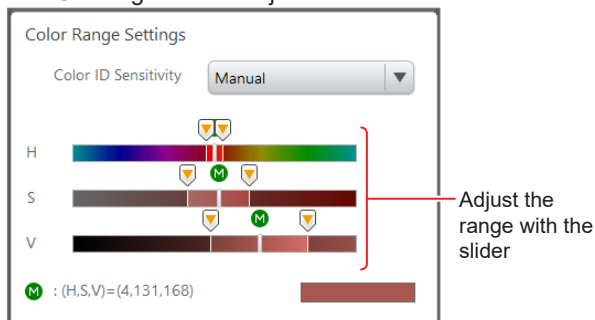 Color Range Settings
Color ID Sensitivity Manual
H
M
S
M
V
M : (H,S,V)=(4,131,168)
Adjust the
range with the
slider